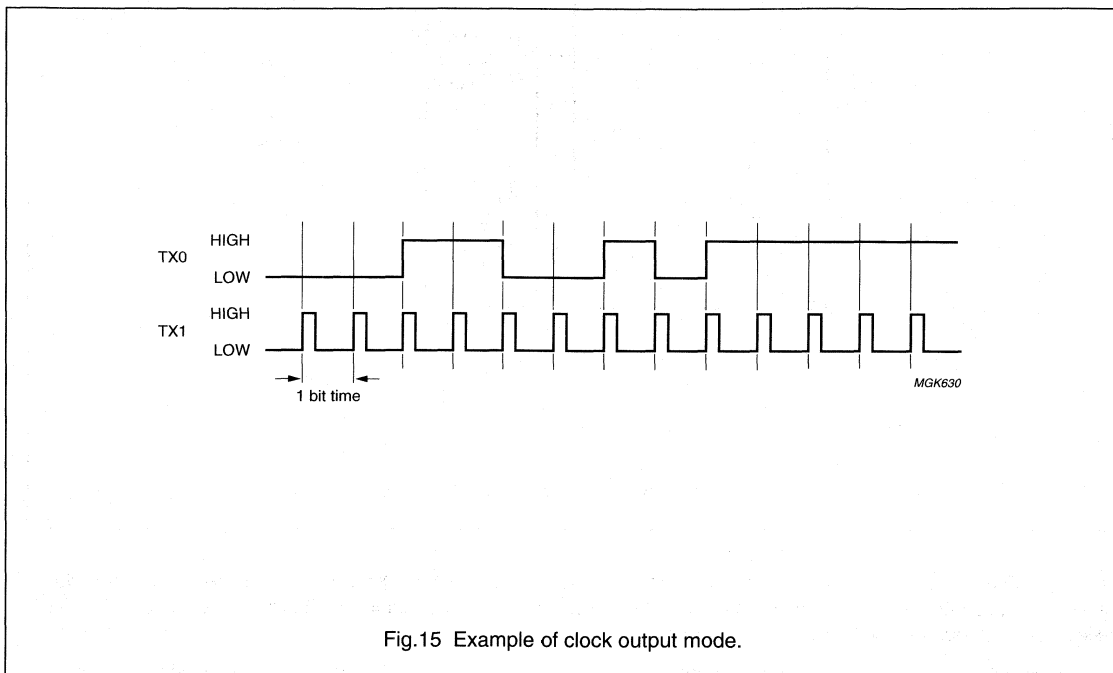 HIGH
TX0
LOW
HIGH
TX1
LOW
1 bit time
MGK630
Fig.15 Example of clock output mode.